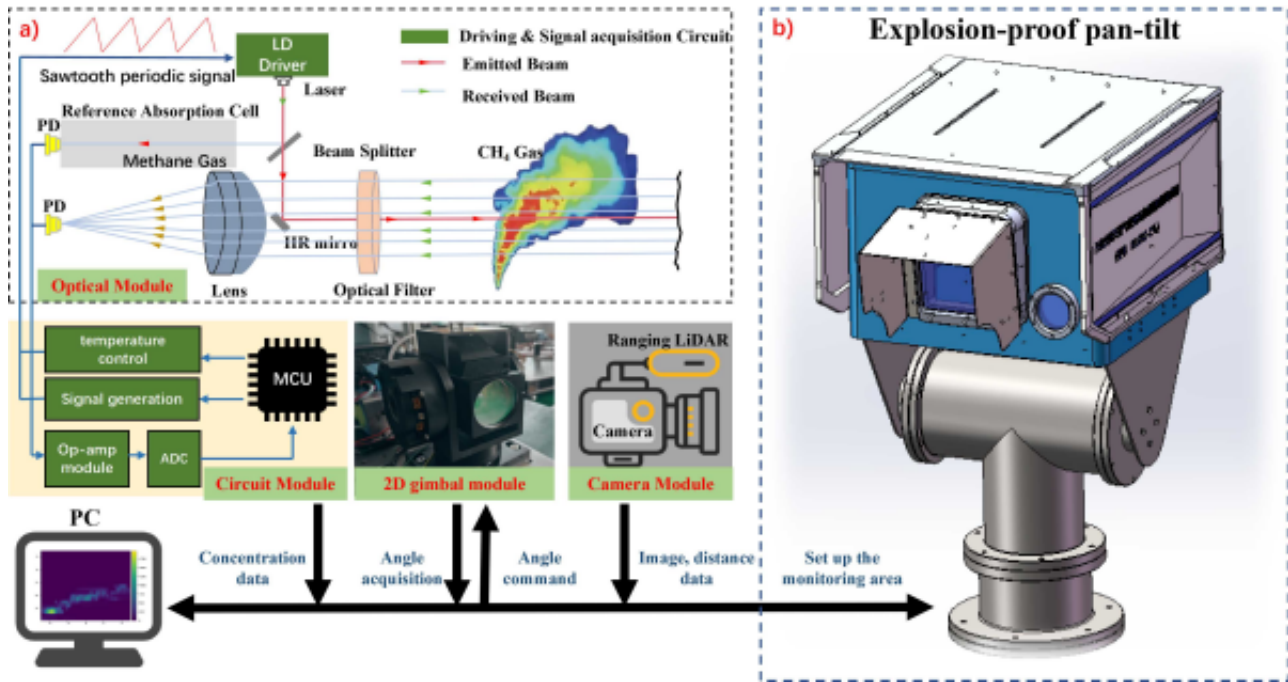 a)
LD
Driver
Sawtooth periodic signal
Laser
Driving & Signal acquisition Circuit
Emitted Beam
Received Beam
Reference Absorption Cell
PD
Methane Gas
Beam Splitter
CH₄ Gas
PD
HR mirro
Optical Module
Lens
Optical Filter
temperature
control
Signal generation
MCU
Op-amp
module
ADC
Circuit Module
2D gimbal module
Ranging LiDAR
Camera
Camera Module
PC
Concentration
data
Angle
acquisition
Angle
command
Image, distance
data
Set up the
monitoring area
b)
Explosion-proof pan-tilt